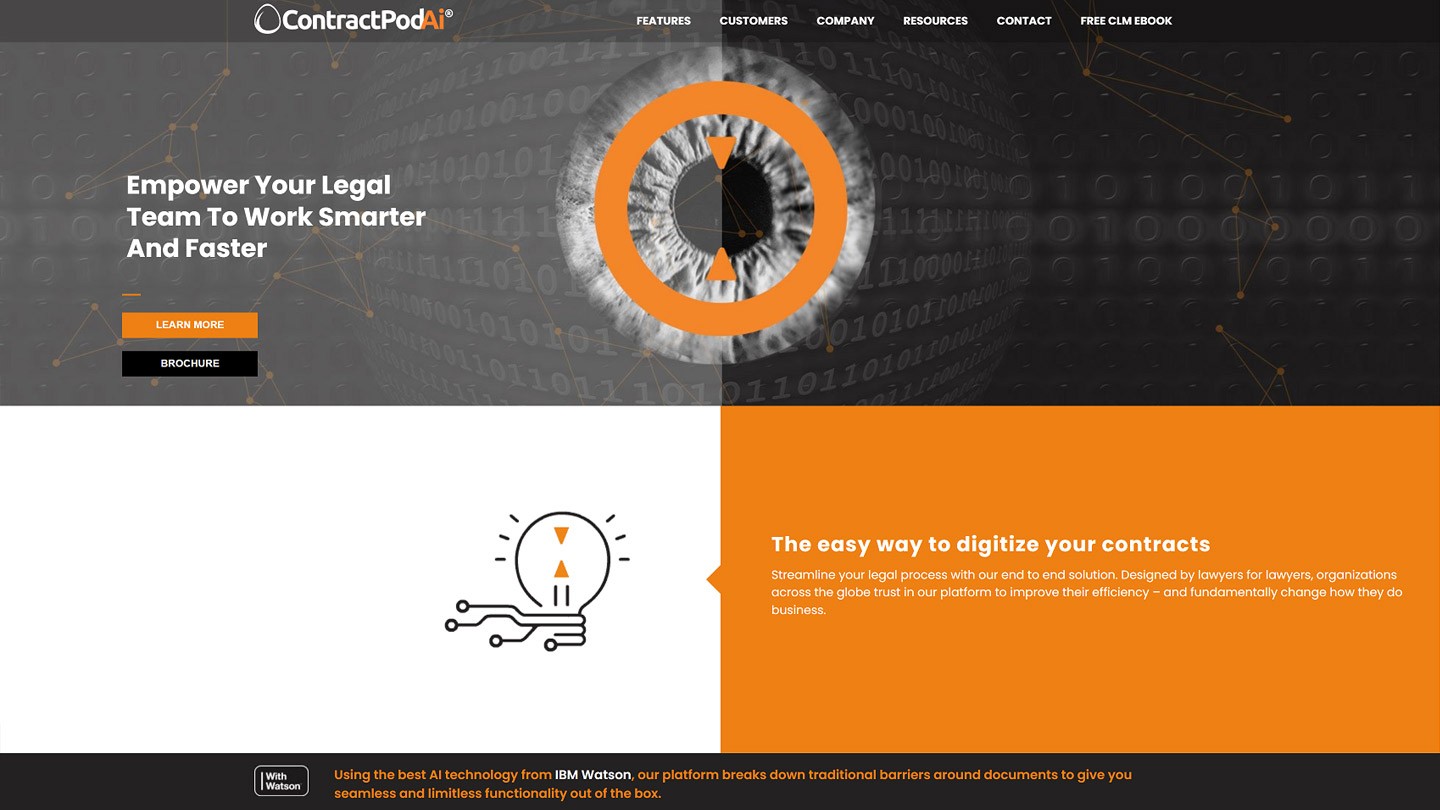 ContractPodAi®
FEATURES
CUSTOMERS
COMPANY
RESOURCES
CONTACT
FREE CLM EBOOK
Empower Your Legal
Team To Work Smarter
And Faster
LEARN MORE
BROCHURE
The easy way to digitize your contracts
Streamline your legal process with our end to end solution. Designed by lawyers for lawyers, organizations
across the globe trust in our platform to improve their efficiency – and fundamentally change how they do
business.
With
Watson
Using the best AI technology from IBM Watson, our platform breaks down traditional barriers around documents to give you
seamless and limitless functionality out of the box.